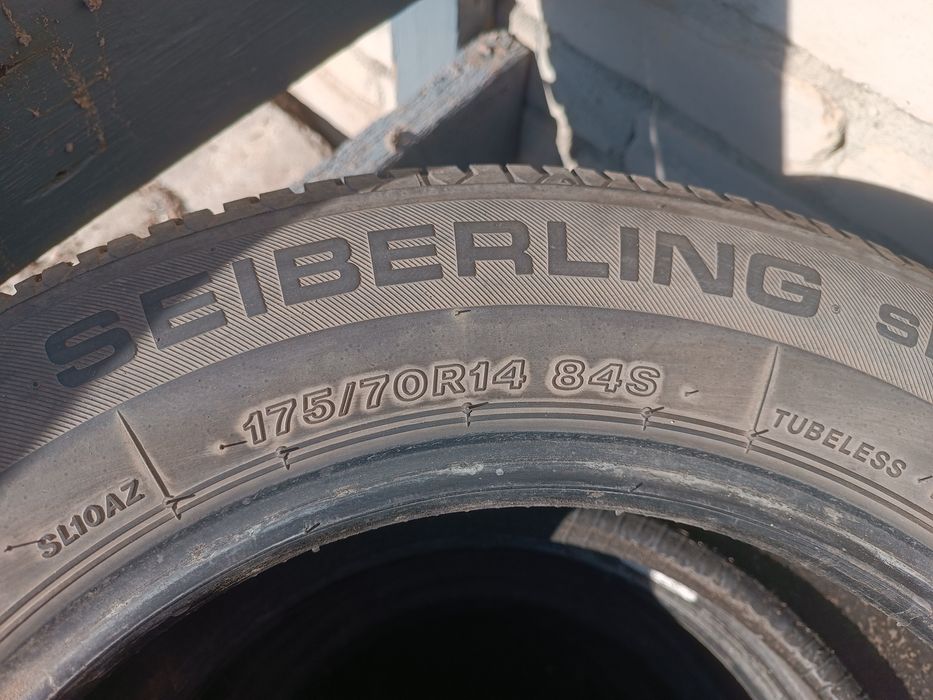 SEIBERLING
175/70R14 84S
SL10AZ
TUBELESS